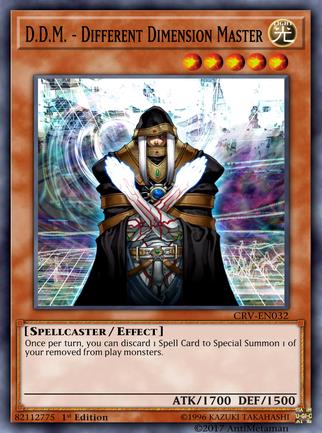 D.D.M. - Different Dimension Master
LIGHT
光
CRV-EN032
[SPELLCASTER / EFFECT]
Once per turn, you can discard 1 Spell Card to Special Summon 1 of
your removed from play monsters.
ATK/1700 DEF/1500
82112775 1st Edition ©1996 KAZUKI TAKAHASHI
©2017 AntiMetaman